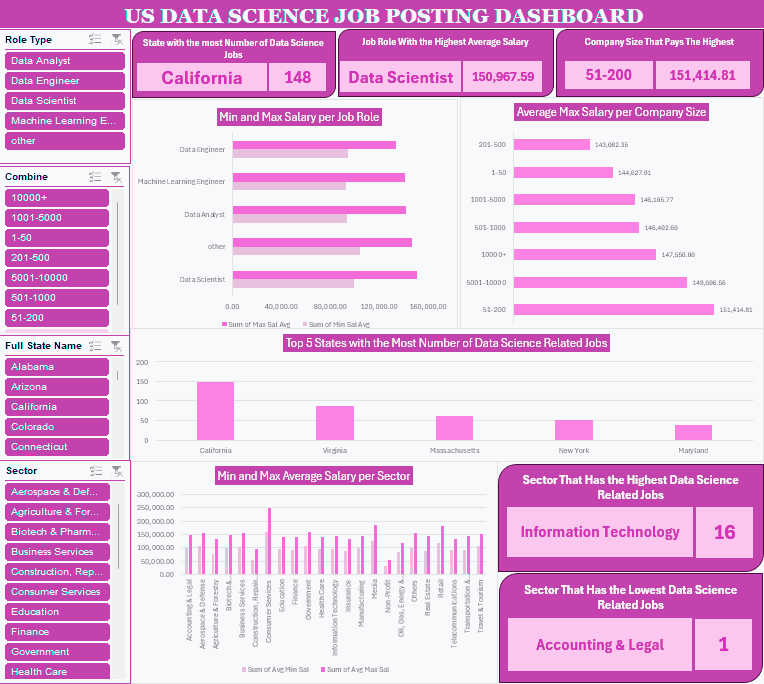 US DATA SCIENCE JOB POSTING DASHBOARD
Role Type
Data Analyst
Data Engineer
Data Scientist
Machine Learning E...
other
State with the most Number of Data Science
Jobs
California
148
Job Role With the Highest Average Salary
Data Scientist
150,967.59
Company Size That Pays The Highest
51-200
151,414.81
Combine
10000+
1001-5000
1-50
201-500
5001-10000
501-1000
51-200
Min and Max Salary per Job Role
Data Engineer
Machine Learning Engineer
Data Analyst
other
Data Scientist
0.00 40,000.00 80,000.00 120,000.00 160,000.00
Sum of Max Sal Avg Sum of Min Sal Avg
Average Max Salary per Company Size
201-500 143,082.35
1-50 144,627.91
1001-5000 146,195.77
501-1000 146,402.60
10000+ 147,550.00
5001-10000 149,606.56
51-200 151,414.81
Full State Name
Alabama
Arizona
California
Colorado
Connecticut
Top 5 States with the Most Number of Data Science Related Jobs
200
150
100
50
0
California Virginia Massachusetts New York Maryland
Sector
Aerospace & Def...
Agriculture & For...
Biotech & Pharm...
Business Services
Construction, Rep...
Consumer Services
Education
Finance
Government
Health Care
Min and Max Average Salary per Sector
300,000.00
250,000.00
200,000.00
150,000.00
100,000.00
50,000.00
0.00
Accounting & Legal
Aerospace & Defense
Agriculture & Forestry
Biotech &
Business Services
Construction, Repair,
Consumer Services
Education
Finance
Government
Health Care
Information Technology
Insurance
Manufacturing
Media
Non-Profit
Oil, Gas, Energy &
Others
Real Estate
Retail
Telecommunications
Transportation &
Travel & Tourism
Sum of Avg Min Sal Sum of Avg Max Sal
Sector That Has the Highest Data Science
Related Jobs
Information Technology
16
Sector That Has the Lowest Data Science
Related Jobs
Accounting & Legal
1